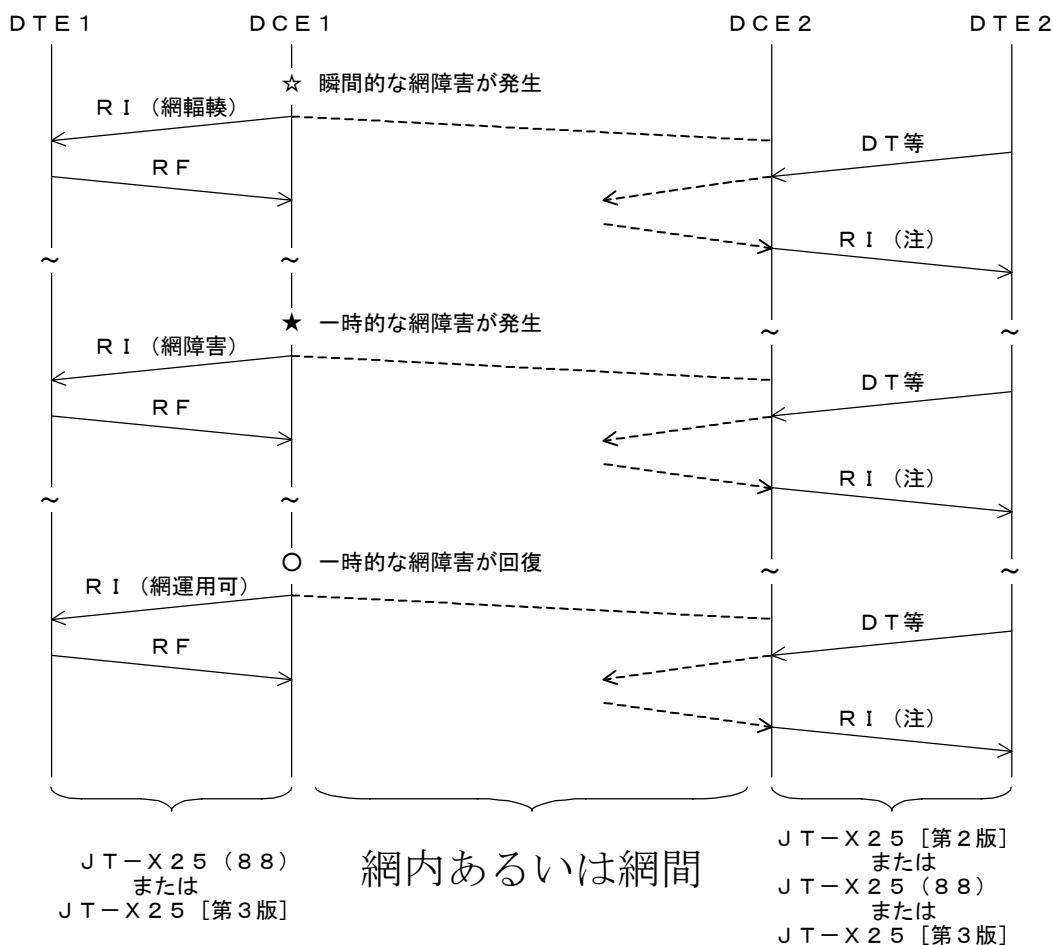 ＤＴＥ１ ＤＣＥ１ ＤＣＥ２ ＤＴＥ２
☆ 瞬間的な網障害が発生
ＲＩ（網輻輳）
ＤＴ等
ＲＦ
ＲＩ（注）
～ ～
★ 一時的な網障害が発生
～ ～
ＲＩ（網障害）
ＤＴ等
ＲＦ
ＲＩ（注）
～ ～
○ 一時的な網障害が回復
～ ～
ＲＩ（網運用可）
ＤＴ等
ＲＦ
ＲＩ（注）
ＪＴ－Ｘ２５（８８）
または
ＪＴ－Ｘ２５［第３版］
網内あるいは網間
ＪＴ－Ｘ２５［第２版］
または
ＪＴ－Ｘ２５（８８）
または
ＪＴ－Ｘ２５［第３版］